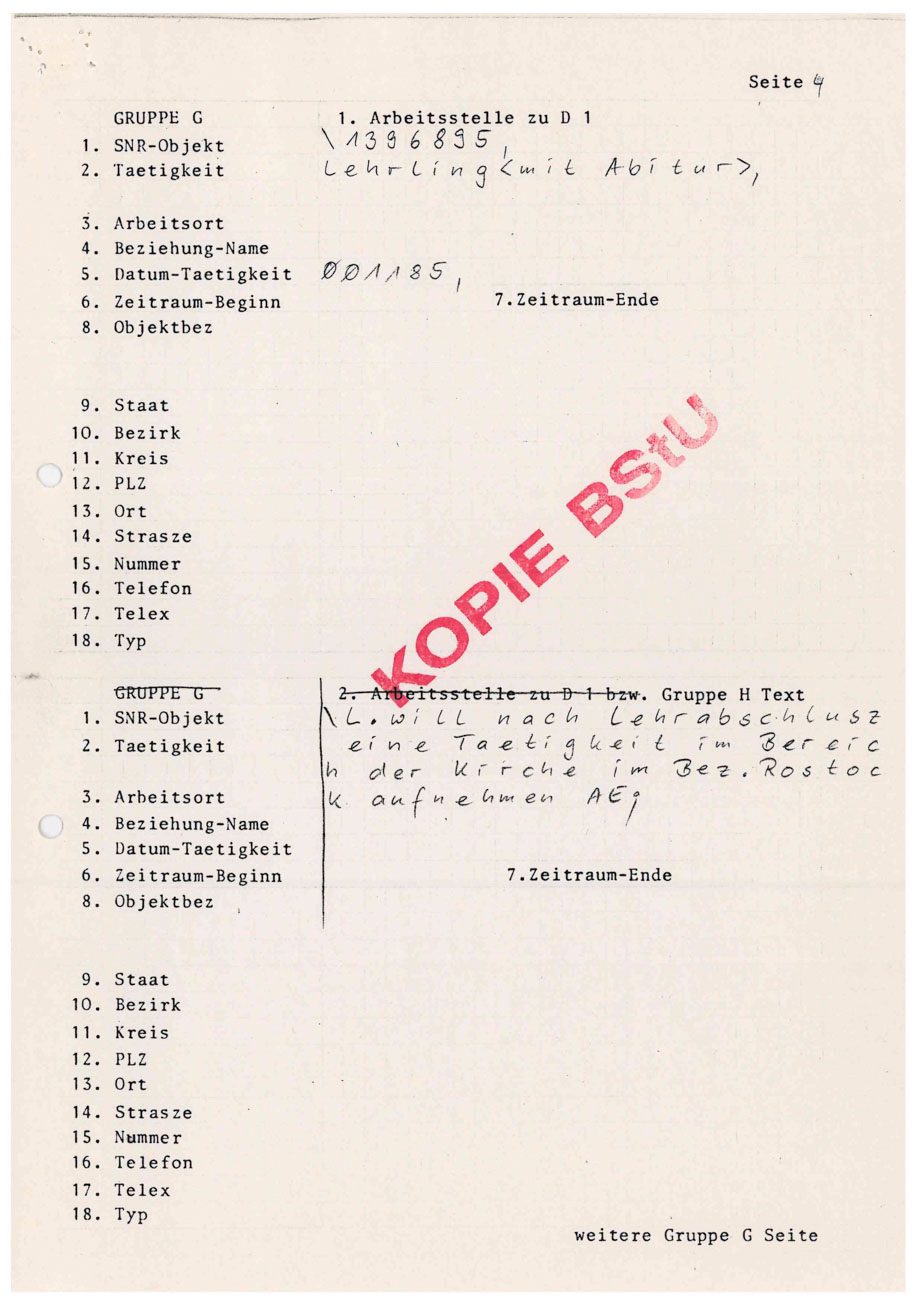 Seite 4
GRUPPE G 1. Arbeitsstelle zu D 1
1. SNR-Objekt \1396895,
2. Taetigkeit Lehrling<mit Abitur>,
3. Arbeitsort
4. Beziehung-Name
5. Datum-Taetigkeit 001185,
6. Zeitraum-Beginn 7.Zeitraum-Ende
8. Objektbez
9. Staat
10. Bezirk
11. Kreis
12. PLZ
13. Ort
14. Strasze
15. Nummer
16. Telefon
17. Telex
18. Typ
KOPIE BStU
GRUPPE G 2. Arbeitsstelle zu D 1 bzw. Gruppe H Text
1. SNR-Objekt \L. will nach Lehrabschlusz
2. Taetigkeit eine Taetigkeit im Bereic
h der Kirche im Bez. Rostoc
3. Arbeitsort k aufnehmen AE;
4. Beziehung-Name
5. Datum-Taetigkeit
6. Zeitraum-Beginn 7.Zeitraum-Ende
8. Objektbez
9. Staat
10. Bezirk
11. Kreis
12. PLZ
13. Ort
14. Strasze
15. Nummer
16. Telefon
17. Telex
18. Typ
weitere Gruppe G Seite